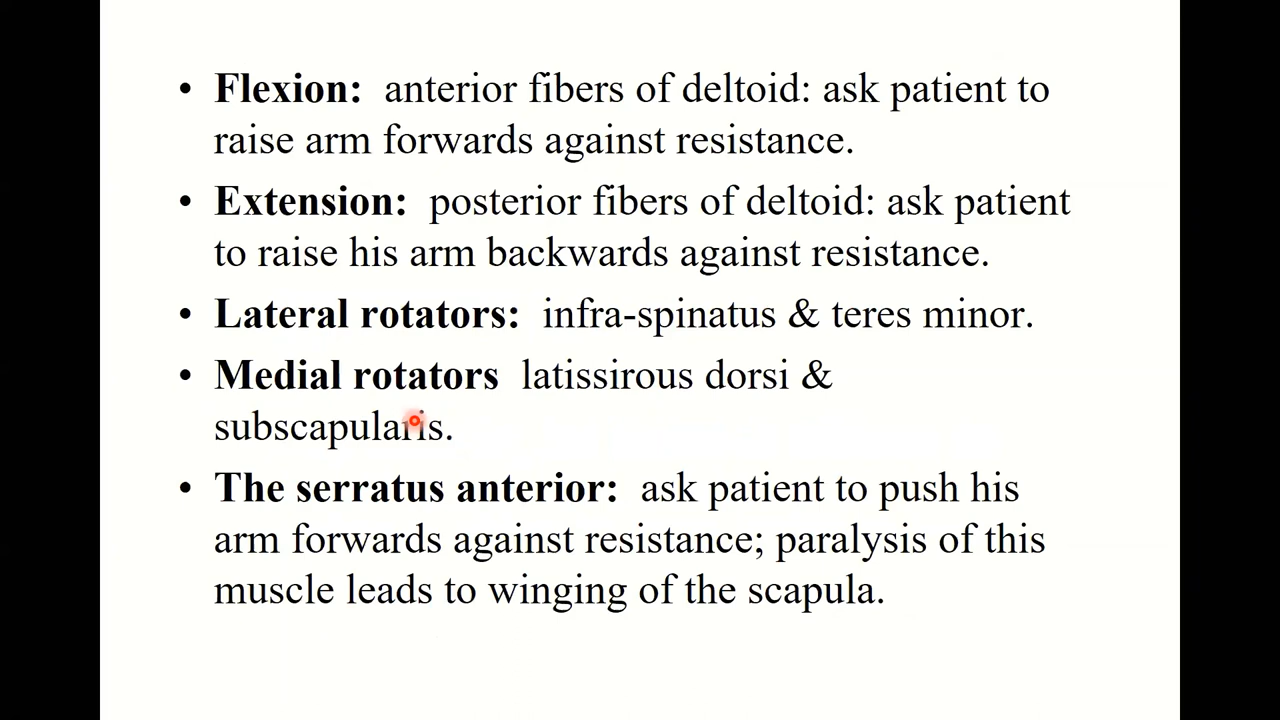 • Flexion: anterior fibers of deltoid: ask patient to
raise arm forwards against resistance.
• Extension: posterior fibers of deltoid: ask patient
to raise his arm backwards against resistance.
• Lateral rotators: infra-spinatus & teres minor.
• Medial rotators latissirous dorsi &
subscapularis.
• The serratus anterior: ask patient to push his
arm forwards against resistance; paralysis of this
muscle leads to winging of the scapula.